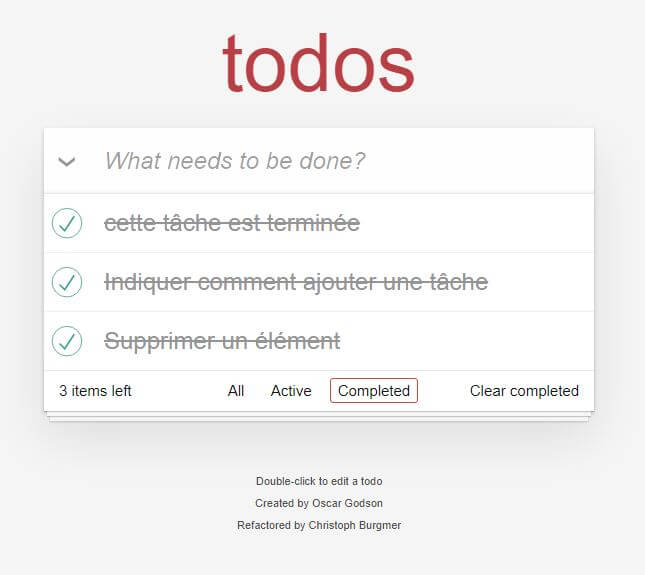 todos
What needs to be done?
cette tâche est terminée
Indiquer comment ajouter une tâche
Supprimer un élément
3 items left All Active Completed Clear completed
Double-click to edit a todo
Created by Oscar Godson
Refactored by Christoph Burgmer